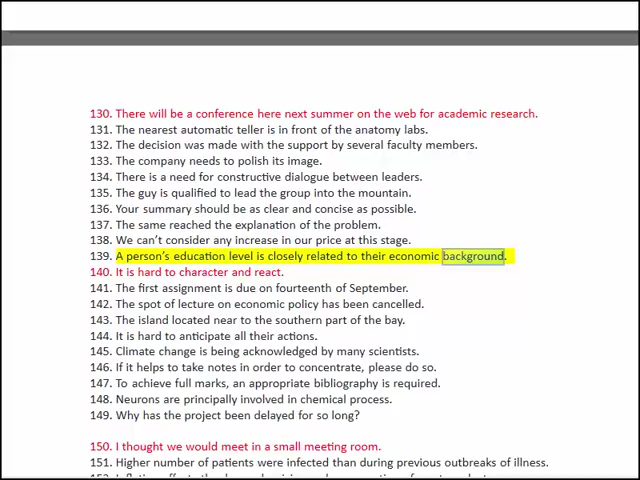 130. There will be a conference here next summer on the web for academic research.
131. The nearest automatic teller is in front of the anatomy labs.
132. The decision was made with the support by several faculty members.
133. The company needs to polish its image.
134. There is a need for constructive dialogue between leaders.
135. The guy is qualified to lead the group into the mountain.
136. Your summary should be as clear and concise as possible.
137. The same reached the explanation of the problem.
138. We can't consider any increase in our price at this stage.
139. A person's education level is closely related to their economic background.
140. It is hard to character and react.
141. The first assignment is due on fourteenth of September.
142. The spot of lecture on economic policy has been cancelled.
143. The island located near to the southern part of the bay.
144. It is hard to anticipate all their actions.
145. Climate change is being acknowledged by many scientists.
146. If it helps to take notes in order to concentrate, please do so.
147. To achieve full marks, an appropriate bibliography is required.
148. Neurons are principally involved in chemical process.
149. Why has the project been delayed for so long?
150. I thought we would meet in a small meeting room.
151. Higher number of patients were infected than during previous outbreaks of illness.